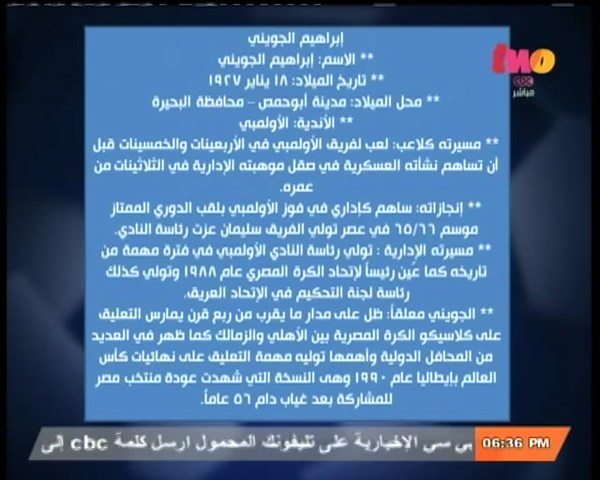 إبراهيم الجويني
** الاسم: إبراهيم الجويني
** تاريخ الميلاد: ١٨ يناير ١٩٢٧
** محل الميلاد: مدينة أبوحمص – محافظة البحيرة
** الأندية: الأولمبي
** مسيرته كلاعب: لعب لفريق الأولمبي في الأربعينات والخمسينات قبل
أن تساهم نشأته العسكرية في صقل موهبته الإدارية في الثلاثينات من
عمره.
** إنجازاته: ساهم كإداري في فوز الأولمبي بلقب الدوري الممتاز
موسم ٦٥/٦٦ في عصر تولي الفريق سليمان عزت رئاسة النادي.
** مسيرته الإدارية : تولي رئاسة النادي الأولمبي في فترة مهمة من
تاريخه كما عُين رئيساً لإتحاد الكرة المصري عام ١٩٨٨ وتولي كذلك
رئاسة لجنة التحكيم في الإتحاد العريق.
** الجويني معلقاً: ظل على مدار ما يقرب من ربع قرن يمارس التعليق
على كلاسيكو الكرة المصرية بين الأهلي والزمالك كما ظهر في العديد
من المحافل الدولية وأهمها توليه مهمة التعليق على نهائيات كأس
العالم بإيطاليا عام ١٩٩٠ وهى النسخة التي شهدت عودة منتخب مصر
للمشاركة بعد غياب دام ٥٦ عاماً.
two
cbc
مباشر
بي سى الإخبارية على تليفونك المحمول ارسل كلمة cbc إلى
06:36 PM